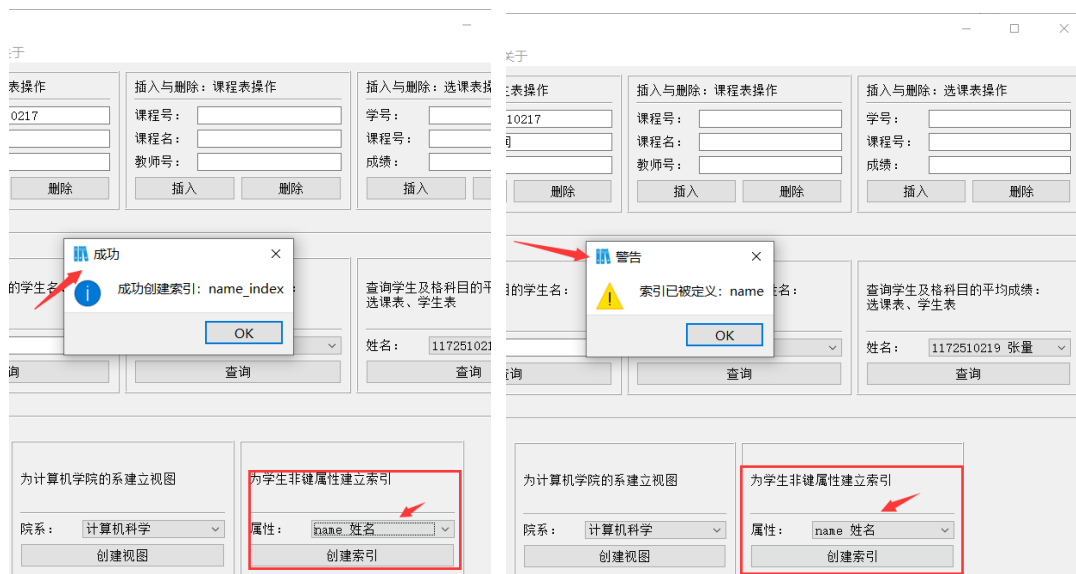 关于
表操作
插入与删除：课程表操作
插入与删除：选课表操
0217
课程号：
学号：
课程名：
课程号：
教师号：
成绩：
删除
插入
删除
插入
成功
成功创建索引：name_index
OK
的学生名
查询学生及格科目的平
选课表、学生表
姓名：
117251021
询
查询
查询
为计算机学院的系建立视图
为学生非键属性建立索引
院系：
计算机科学
属性：
name 姓名
创建视图
创建索引
关于
生表操作
插入与删除：课程表操作
插入与删除：选课表操作
10217
课程号：
学号：
课程名：
课程号：
教师号：
成绩：
删除
插入
删除
插入
删除
警告
索引已被定义：name
OK
的学生名：
生名：
查询学生及格科目的平均成绩：
选课表、学生表
姓名：
1172510219 张量
查询
查询
查询
为计算机学院的系建立视图
为学生非键属性建立索引
院系：
计算机科学
属性：
name 姓名
创建视图
创建索引